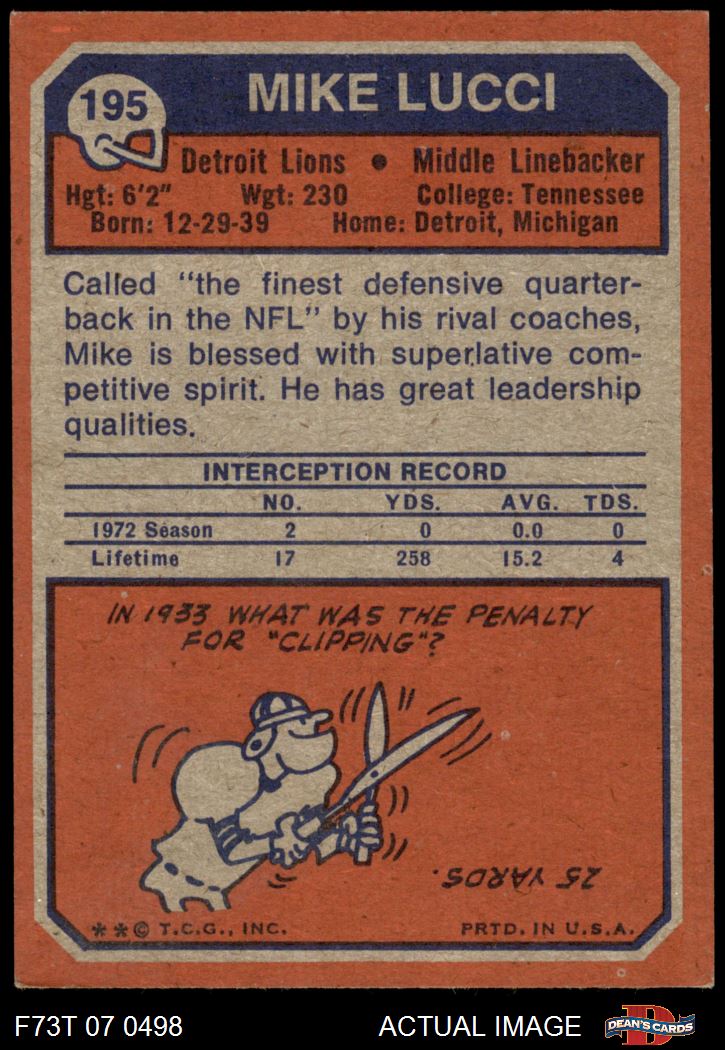 195
MIKE LUCCI
Detroit Lions • Middle Linebacker
Hgt: 6'2" Wgt: 230 College: Tennessee
Born: 12-29-39 Home: Detroit, Michigan
Called "the finest defensive quarter-
back in the NFL" by his rival coaches,
Mike is blessed with superlative com-
petitive spirit. He has great leadership
qualities.
INTERCEPTION RECORD
NO. YDS. AVG. TDS.
1972 Season 2 0 0.0 0
Lifetime 17 258 15.2 4
IN 1933 WHAT WAS THE PENALTY
FOR "CLIPPING"?
25 YARDS.
**© T.C.G., INC. PRTD. IN U.S.A.
F73T 07 0498 ACTUAL IMAGE DEAN'S CARDS